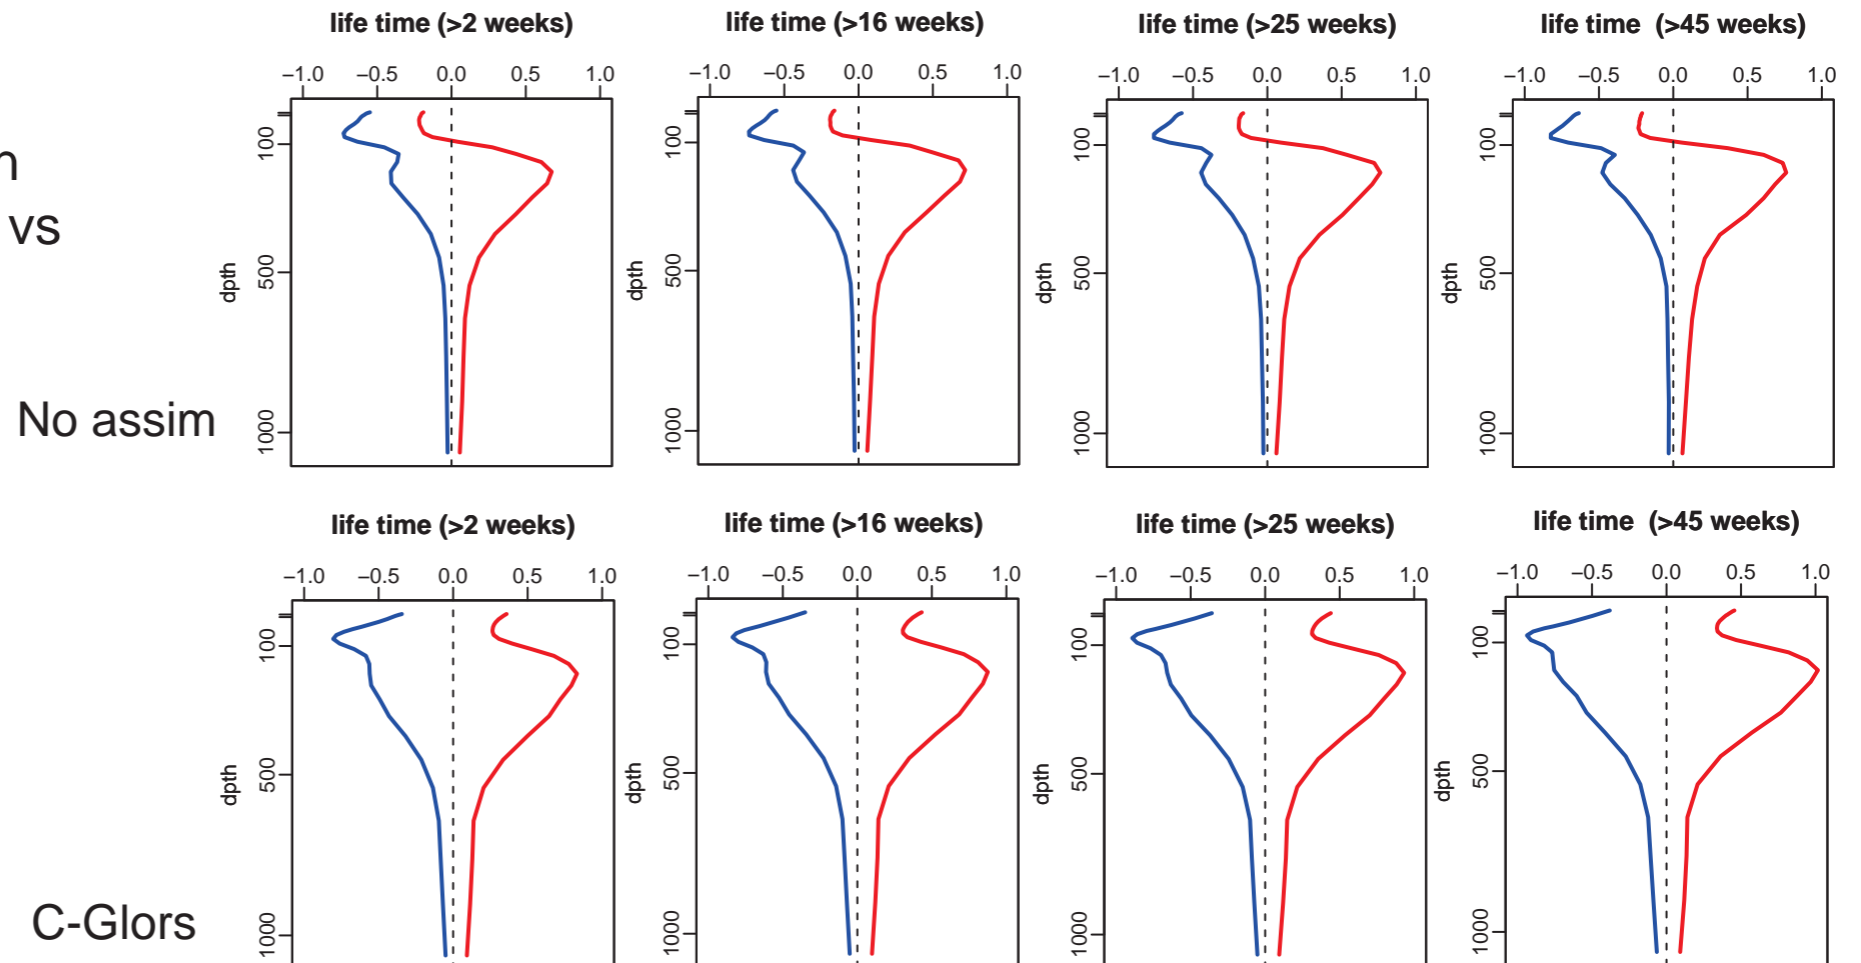 life time (>2 weeks) life time (>16 weeks) life time (>25 weeks) life time (>45 weeks)
−1.0 −0.5 0.0 0.5 1.0 −1.0 −0.5 0.0 0.5 1.0 −1.0 −0.5 0.0 0.5 1.0 −1.0 −0.5 0.0 0.5 1.0
100 100 100 100
vs
dpth 500 dpth 500 dpth 500 dpth 500
No assim
1000 1000 1000 1000
life time (>2 weeks) life time (>16 weeks) life time (>25 weeks) life time (>45 weeks)
−1.0 −0.5 0.0 0.5 1.0 −1.0 −0.5 0.0 0.5 1.0 −1.0 −0.5 0.0 0.5 1.0 −1.0 −0.5 0.0 0.5 1.0
100 100 100 100
dpth 500 dpth 500 dpth 500 dpth 500
C-Glors
1000 1000 1000 1000